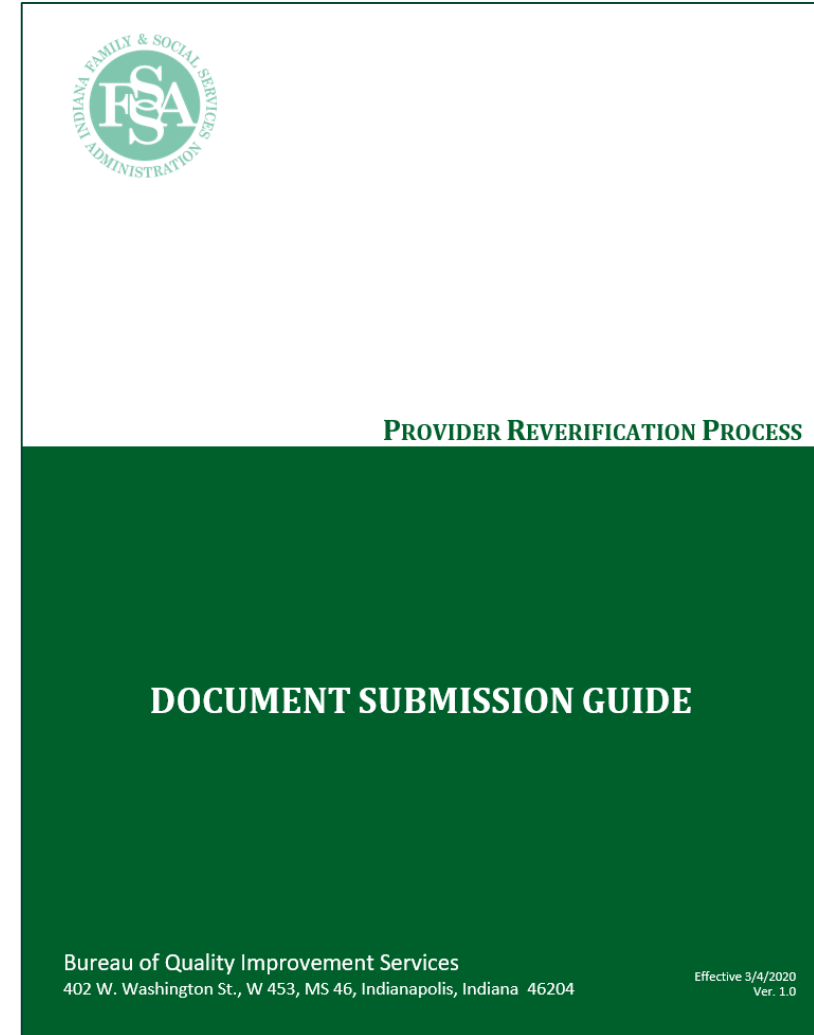 INDIANA FAMILY & SOCIAL SERVICES
ADMINISTRATION
FSSA
PROVIDER REVERIFICATION PROCESS
DOCUMENT SUBMISSION GUIDE
Bureau of Quality Improvement Services
402 W. Washington St., W 453, MS 46, Indianapolis, Indiana 46204
Effective 3/4/2020
Ver. 1.0